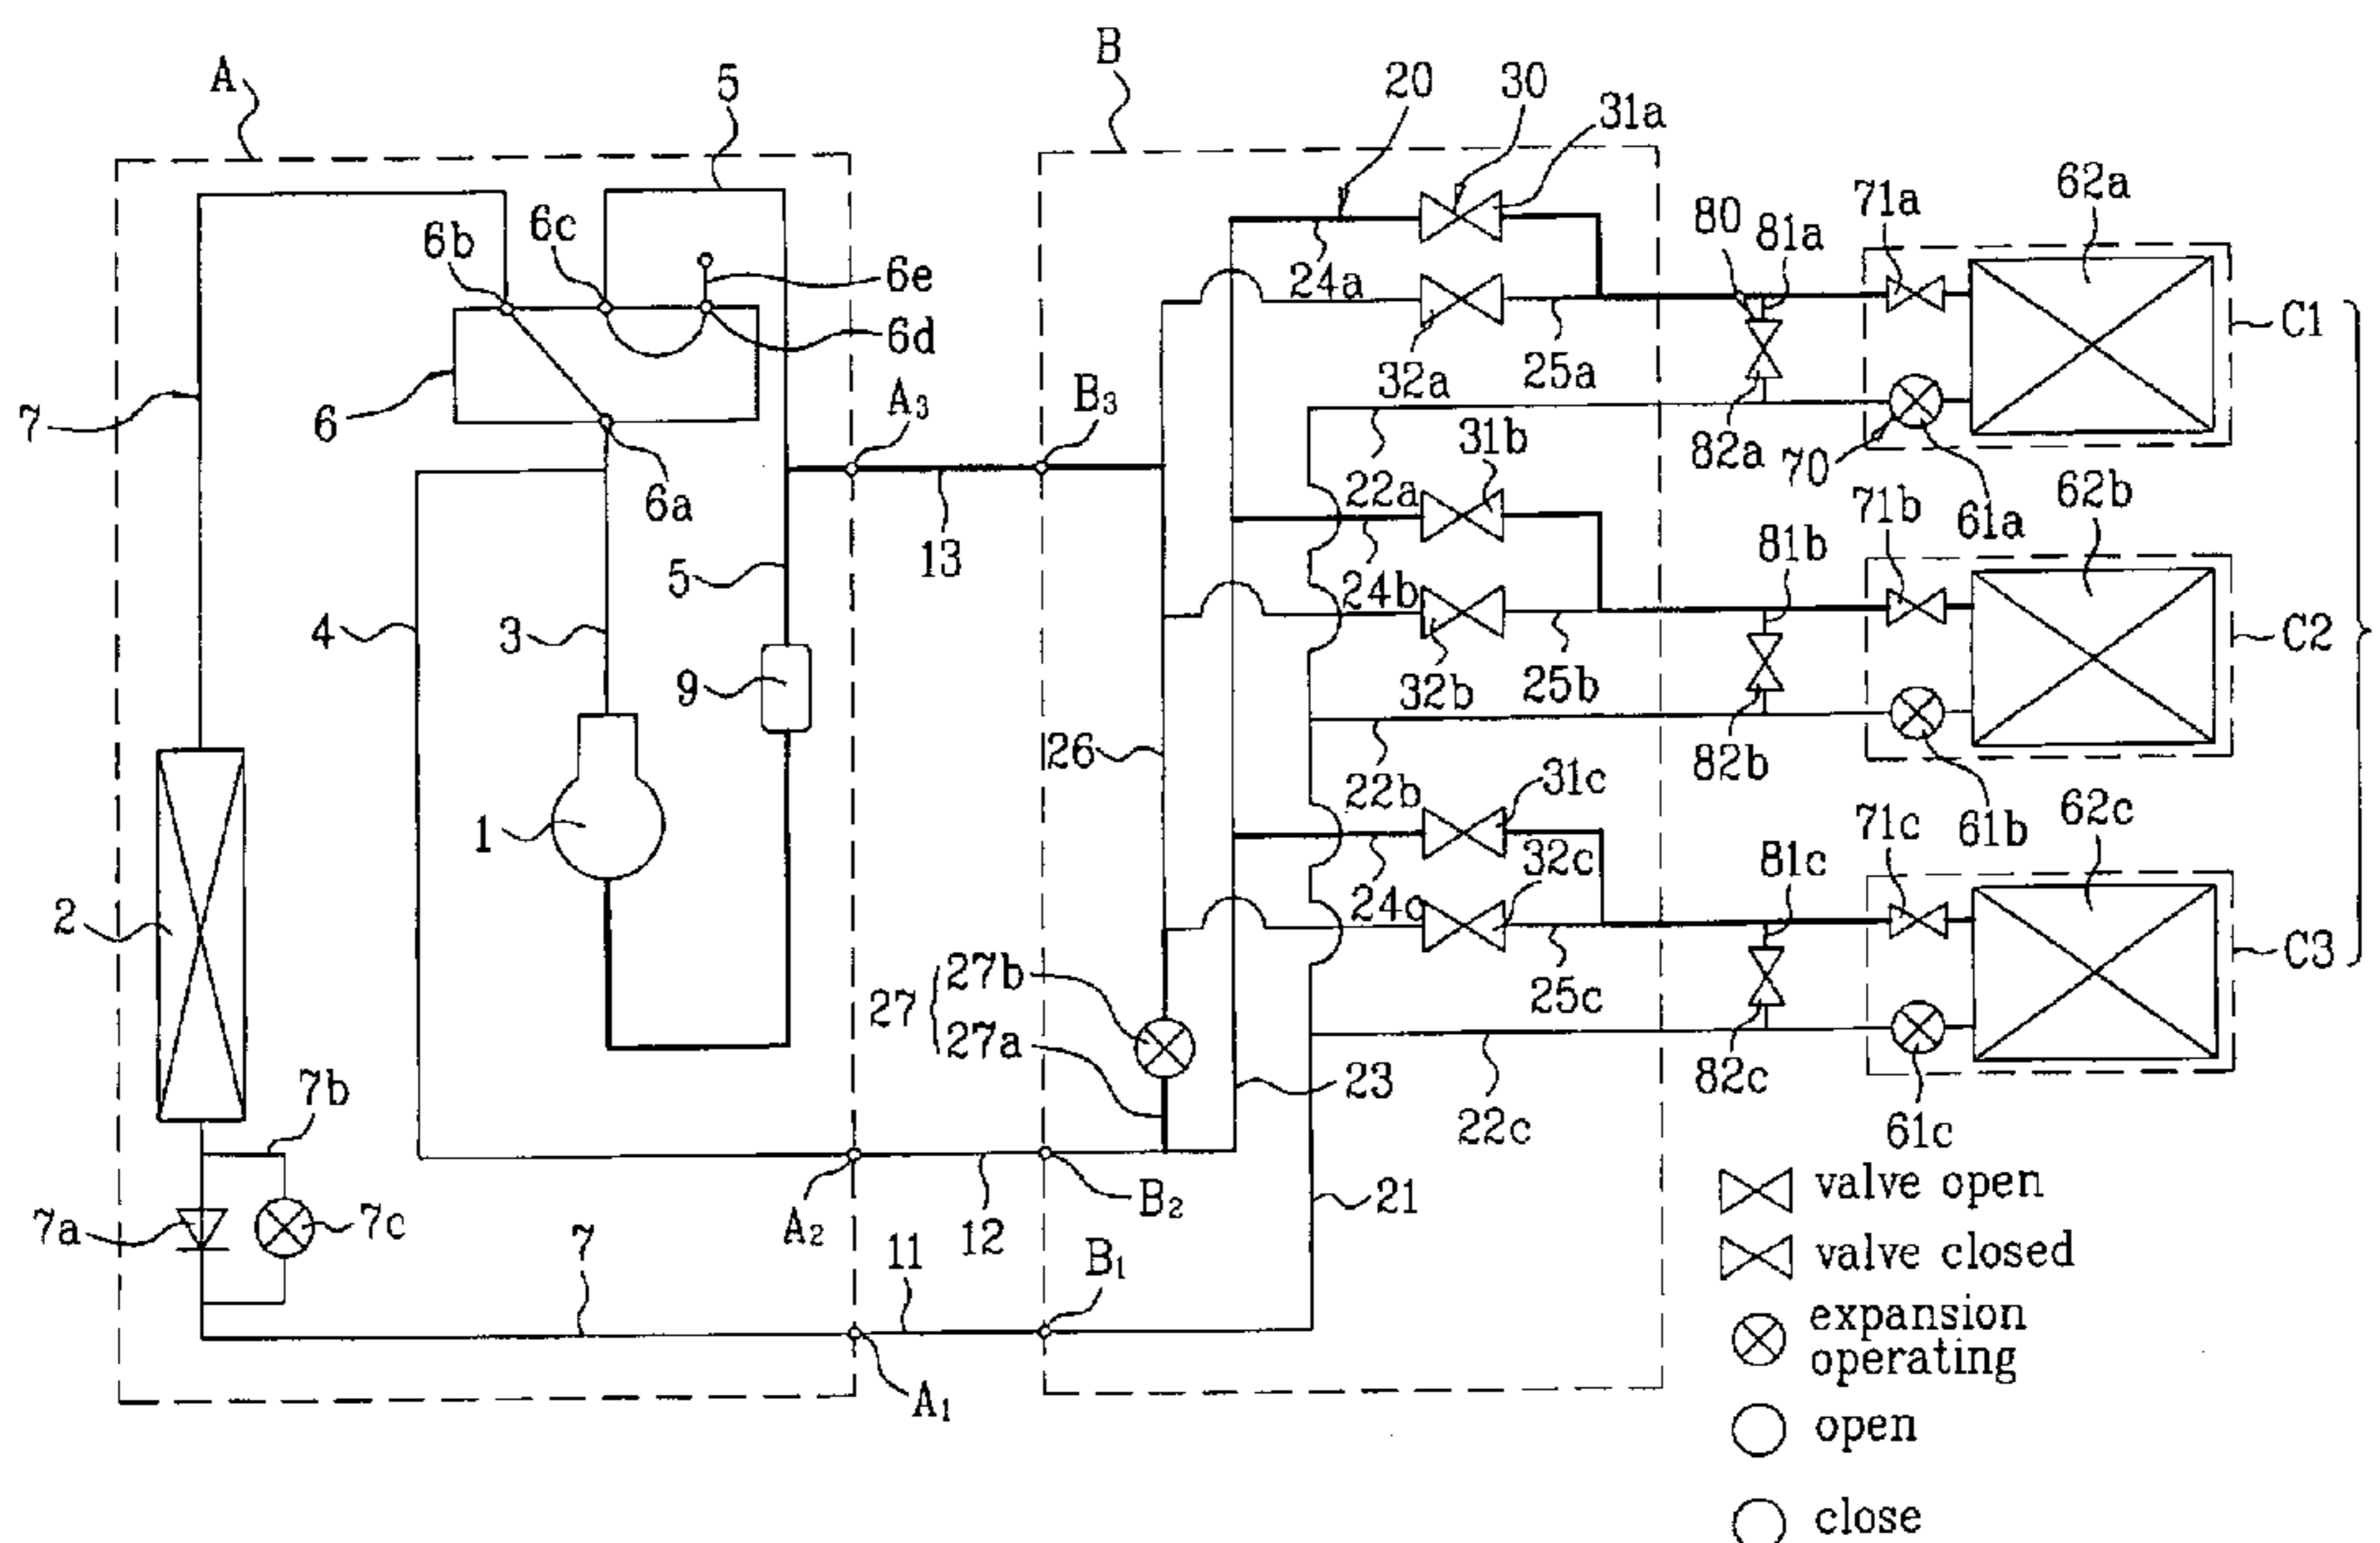 A
5
B
20
30
31a
6b
6c
6e
6d
24a
80
81a
71a
62a
C1
7
6
A3
B3
32a
25a
82a
70
61a
6a
13
22a
31b
24b
81b
71b
62b
C2
4
3
5
9
32b
25b
82b
61b
26
22b
31c
32c
1
24c
25c
81c
71c
62c
C3
2
27
27b
27a
23
22c
82c
61c
7b
7a
7c
7
A2
12
B2
11
B1
21
A1
valve open
valve closed
expansion
operating
open
close